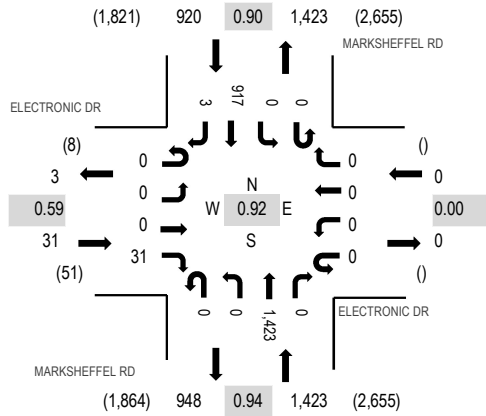 (1,821) 920 0.90 1,423 (2,655)
MARKSHEFFEL RD
3 917 0 0
ELECTRONIC DR
(8) 0 0 ()
3 0 N 0 0
0.59 W 0.92 E 0.00
31 0 S 0 0
(51) 31 0 ()
0 0 1,423 0
ELECTRONIC DR
MARKSHEFFEL RD
(1,864) 948 0.94 1,423 (2,655)